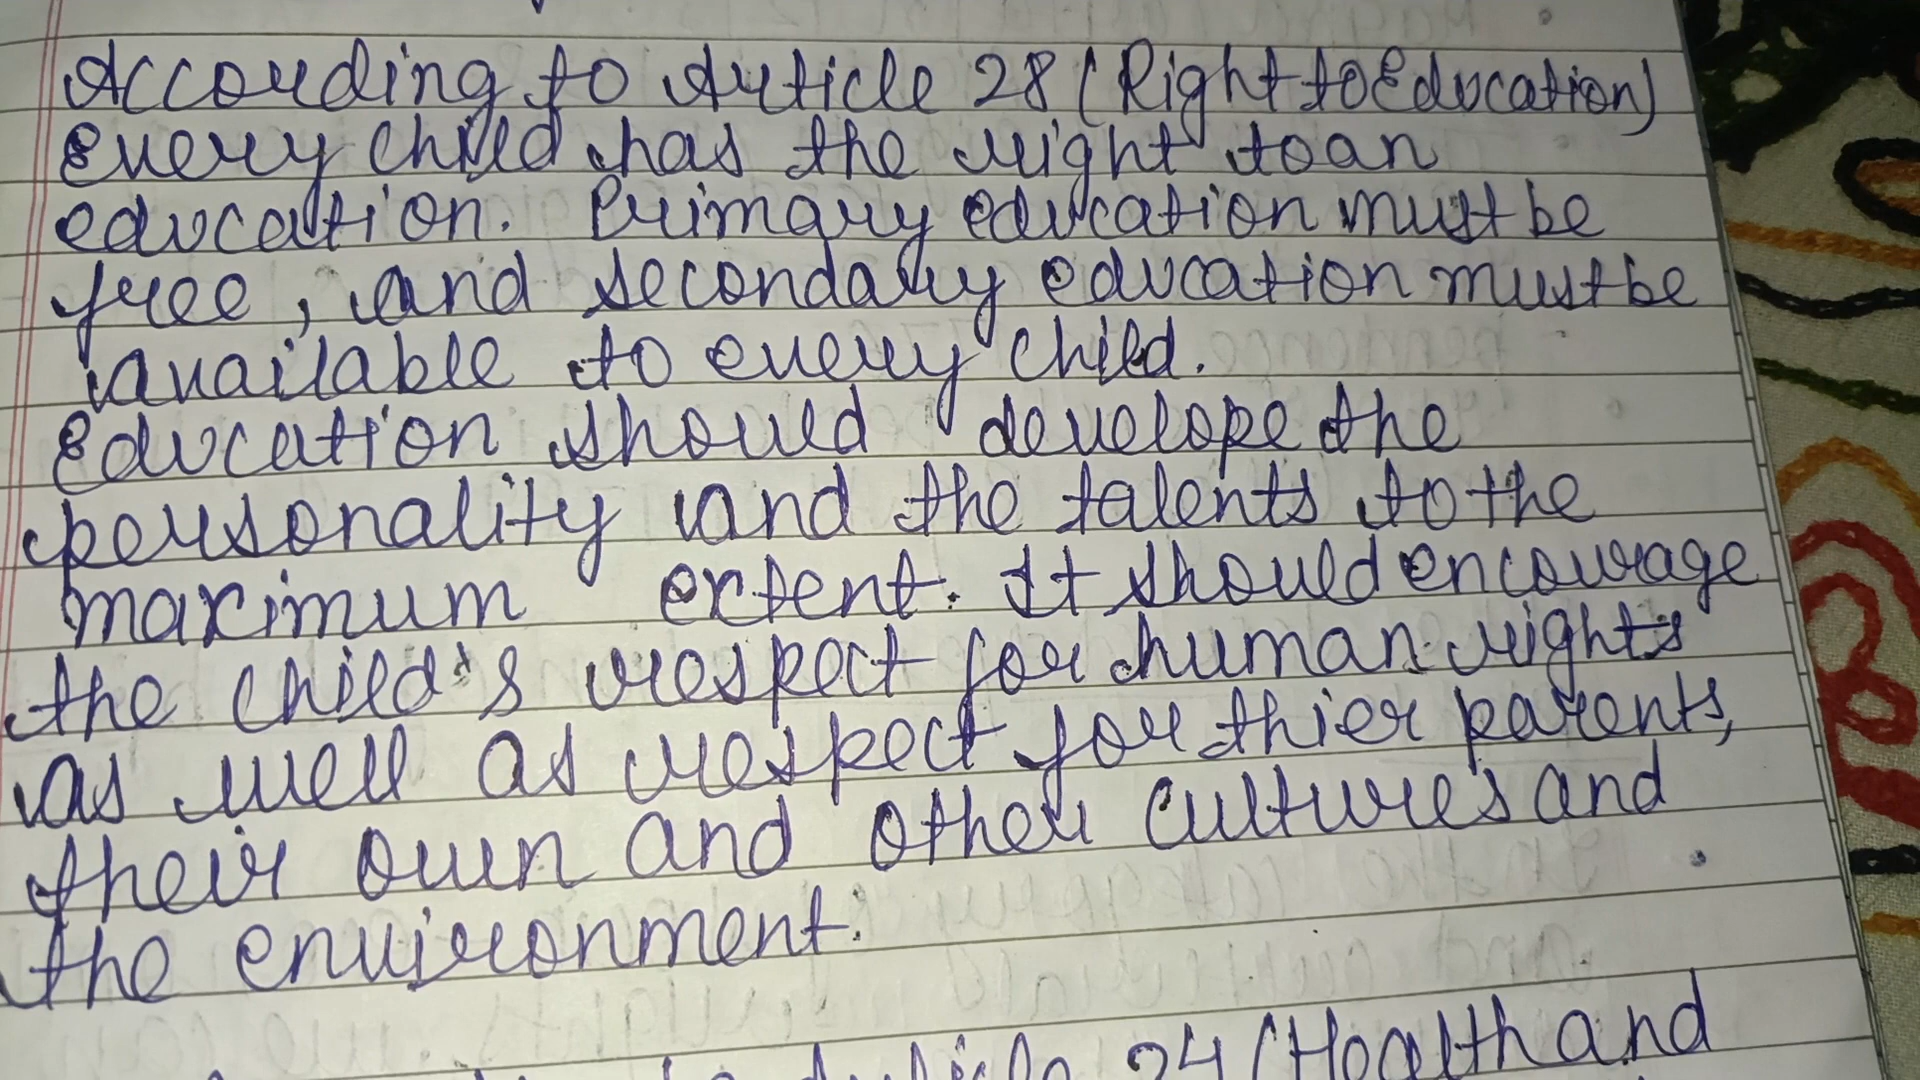 According to Article 28 (Right to Education)
every child has the right to an
education. Primary education must be
free, and secondary education must be
available to every child.
Education should develope the
personality and the talents to the
maximum extent. It should encourage
the child's respect for human rights
as well as respect for thier parents,
their own and other cultures and
the environment.
to Article 24 (Health and